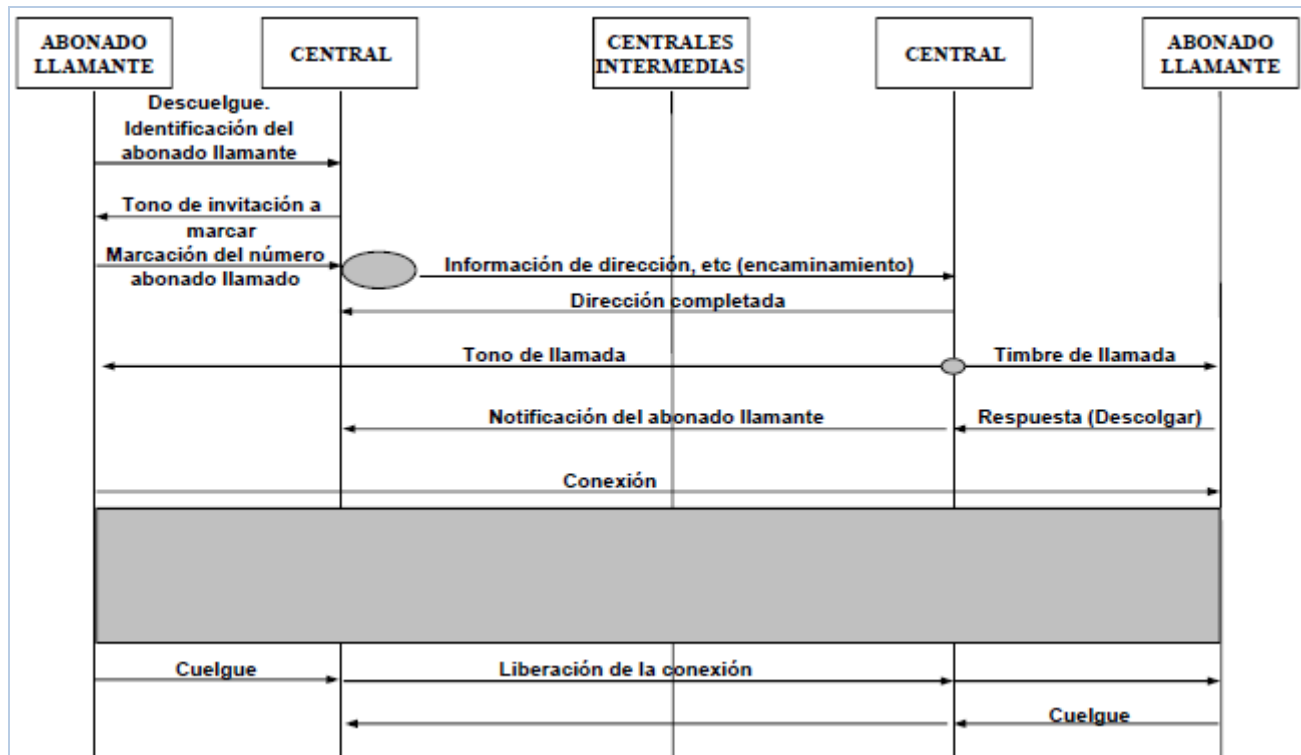 ABONADO
LLAMANTE
CENTRAL
CENTRALES
INTERMEDIAS
CENTRAL
ABONADO
LLAMANTE
Descuelgue.
Identificación del
abonado llamante
Tono de invitación a
marcar
Marcación del número
abonado llamado
Información de dirección, etc (encaminamiento)
Dirección completada
Tono de llamada
Timbre de llamada
Notificación del abonado llamante
Respuesta (Descolgar)
Conexión
Cuelgue
Liberación de la conexión
Cuelgue